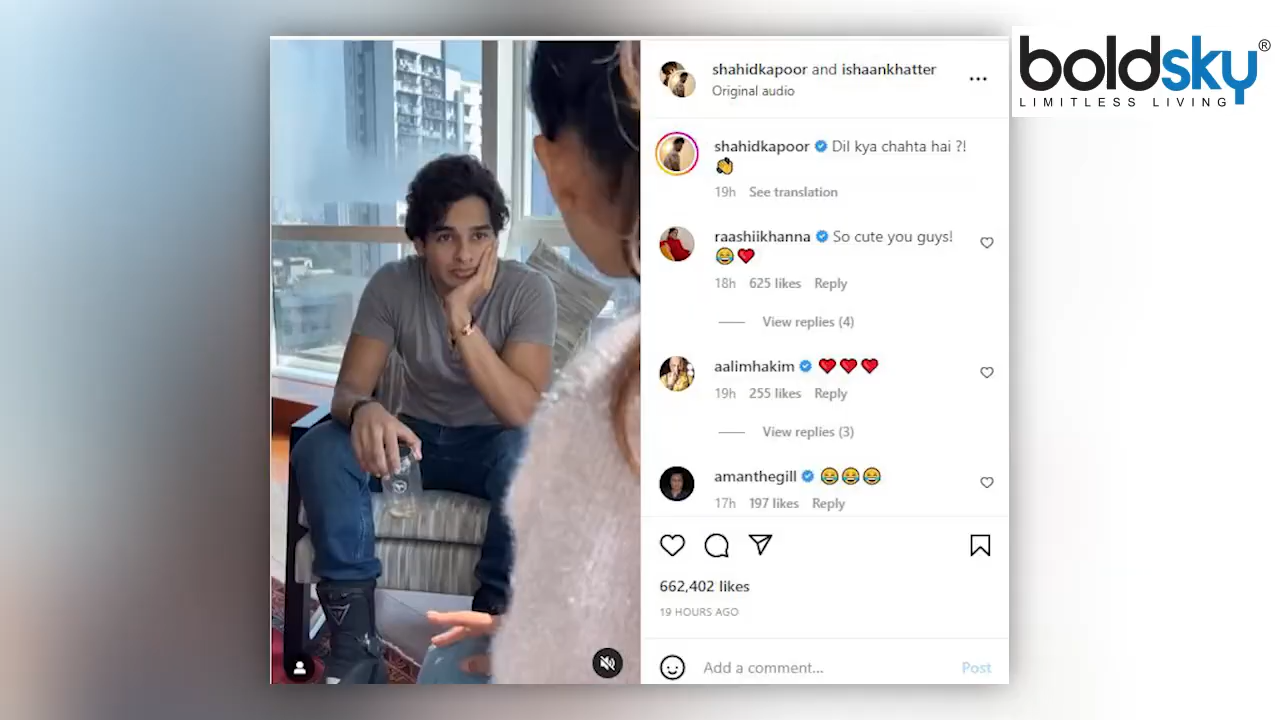 boldsky®
LIMITLESS LIVING
shahidkapoor and ishaankhatter
Original audio
shahidkapoor Dil kya chahta hai ?!
👏
19h See translation
raashiikhanna So cute you guys!
😂❤️
18h 625 likes Reply
View replies (4)
aalimhakim ❤️❤️❤️
19h 255 likes Reply
View replies (3)
amanthegill 😂😂😂
17h 197 likes Reply
662,402 likes
19 HOURS AGO
Add a comment... Post